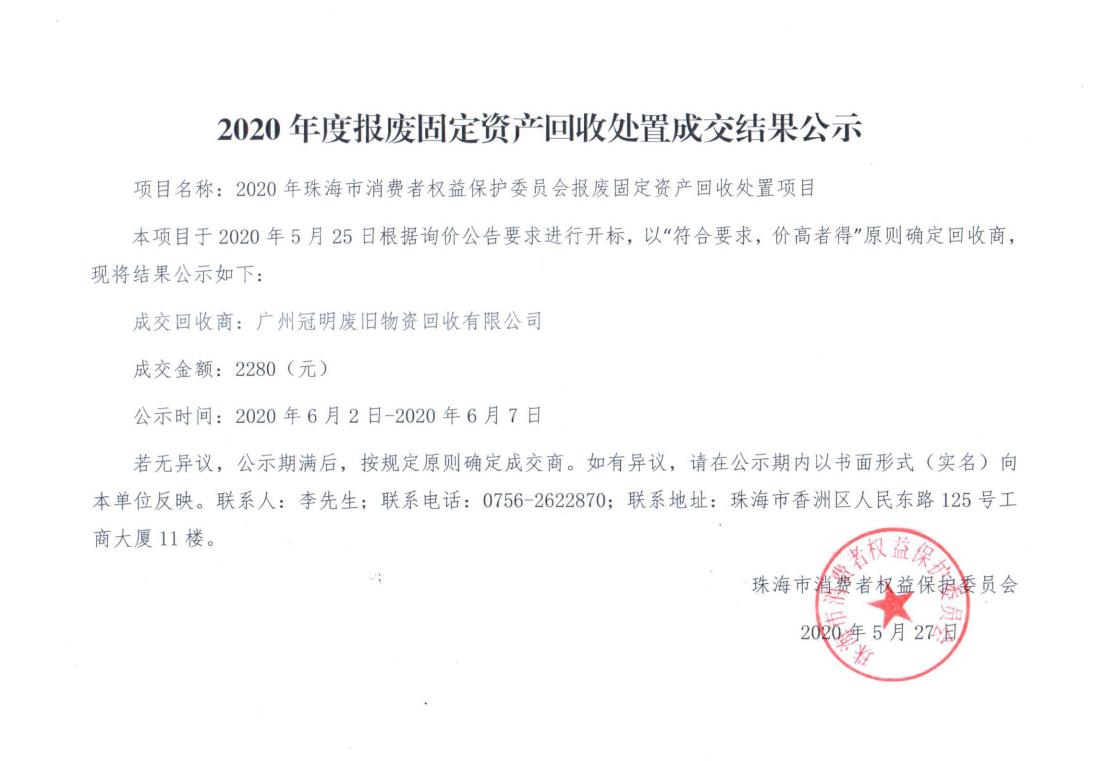 2020 年度报废固定资产回收处置成交结果公示
项目名称：2020 年珠海市消费者权益保护委员会报废固定资产回收处置项目
本项目于 2020 年 5 月 25 日根据询价公告要求进行开标，以“符合要求，价高者得”原则确定回收商，
现将结果公示如下：
成交回收商：广州冠明废旧物资回收有限公司
成交金额：2280（元）
公示时间：2020 年 6 月 2 日-2020 年 6 月 7 日
若无异议，公示期满后，按规定原则确定成交商。如有异议，请在公示期内以书面形式（实名）向
本单位反映。联系人：李先生；联系电话：0756-2622870；联系地址：珠海市香洲区人民东路 125 号工
商大厦 11 楼。
珠海市消费者权益保护委员会
2020 年 5 月 27 日
珠海市消费者权益保护委员会